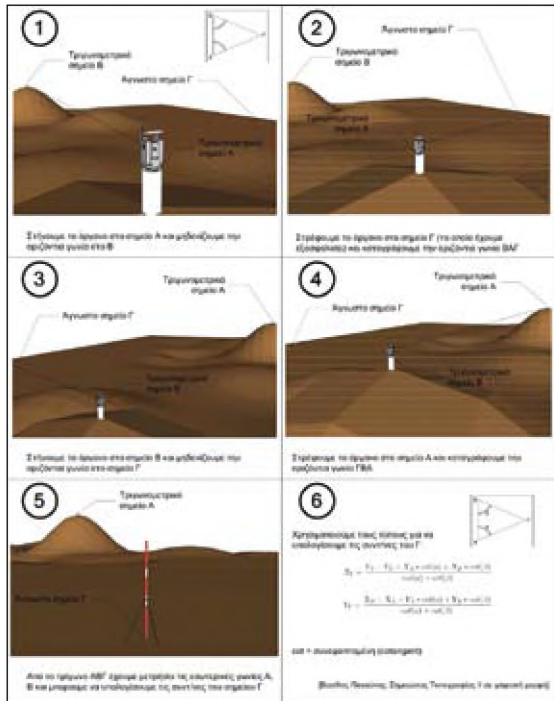 1
Τριγωνομετρικό
σημείο Β
Άγνωστο σημείο Γ
Τριγωνομετρικό
σημείο Α
Στήνουμε το όργανο στο σημείο Α και μηδενίζουμε την
οριζόντια γωνία στο Β
2
Άγνωστο σημείο Γ
Τριγωνομετρικό
σημείο Β
Τριγωνομετρικό
σημείο Α
Στρέφουμε το όργανο στο σημείο Γ (το οποίο έχουμε
εξασφαλίσει) και καταγράφουμε την οριζόντια γωνία ΒΑΓ
3
Τριγωνομετρικό
σημείο Α
Άγνωστο σημείο Γ
Τριγωνομετρικό
σημείο Β
Στήνουμε το όργανο στο σημείο Β και μηδενίζουμε την
οριζόντια γωνία στο σημείο Γ
4
Τριγωνομετρικό
σημείο Α
Άγνωστο σημείο Γ
Τριγωνομετρικό
σημείο Β
Στρέφουμε το όργανο στο σημείο Α και καταγράφουμε την
οριζόντια γωνία ΓΒΑ
5
Τριγωνομετρικό
σημείο Α
Άγνωστο σημείο Γ
Από το τρίγωνο ΑΒΓ έχουμε μετρήσει τις εσωτερικές γωνίες Α,
Β και μπορούμε να υπολογίσουμε τις συν/νες του σημείου Γ
6
Χρησιμοποιούμε τους τύπους για να
υπολογίσουμε τις συν/νες του Γ
cot = συνεφαπτομένη (cotangent)
σε ψηφιακή μορφή)